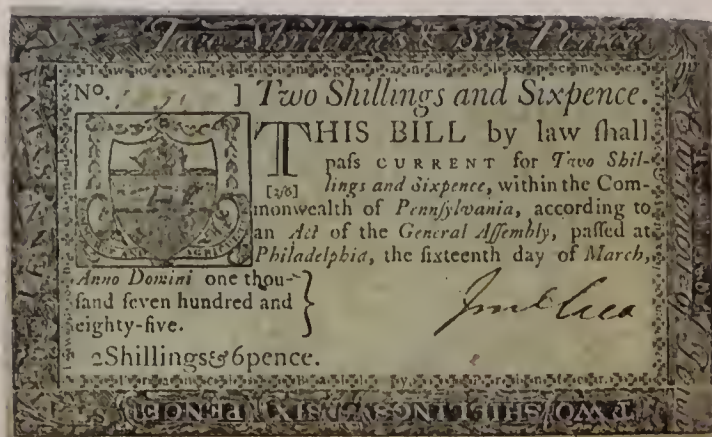 Two Shillings & Six Pence
Two Shillings and Sixpence.
No. ] Two Shillings and Sixpence.
THIS BILL by law ſhall
paſs CURRENT for Two Shil-
[2/6] lings and Sixpence, within the Com-
monwealth of Pennſylvania, according to
an Act of the General Aſſembly, paſſed at
Philadelphia, the ſixteenth day of March,
Anno Domini one thou-
ſand ſeven hundred and
eighty-five.
2Shillings&6pence.
TWO SHILLINGS & SIX PENCE